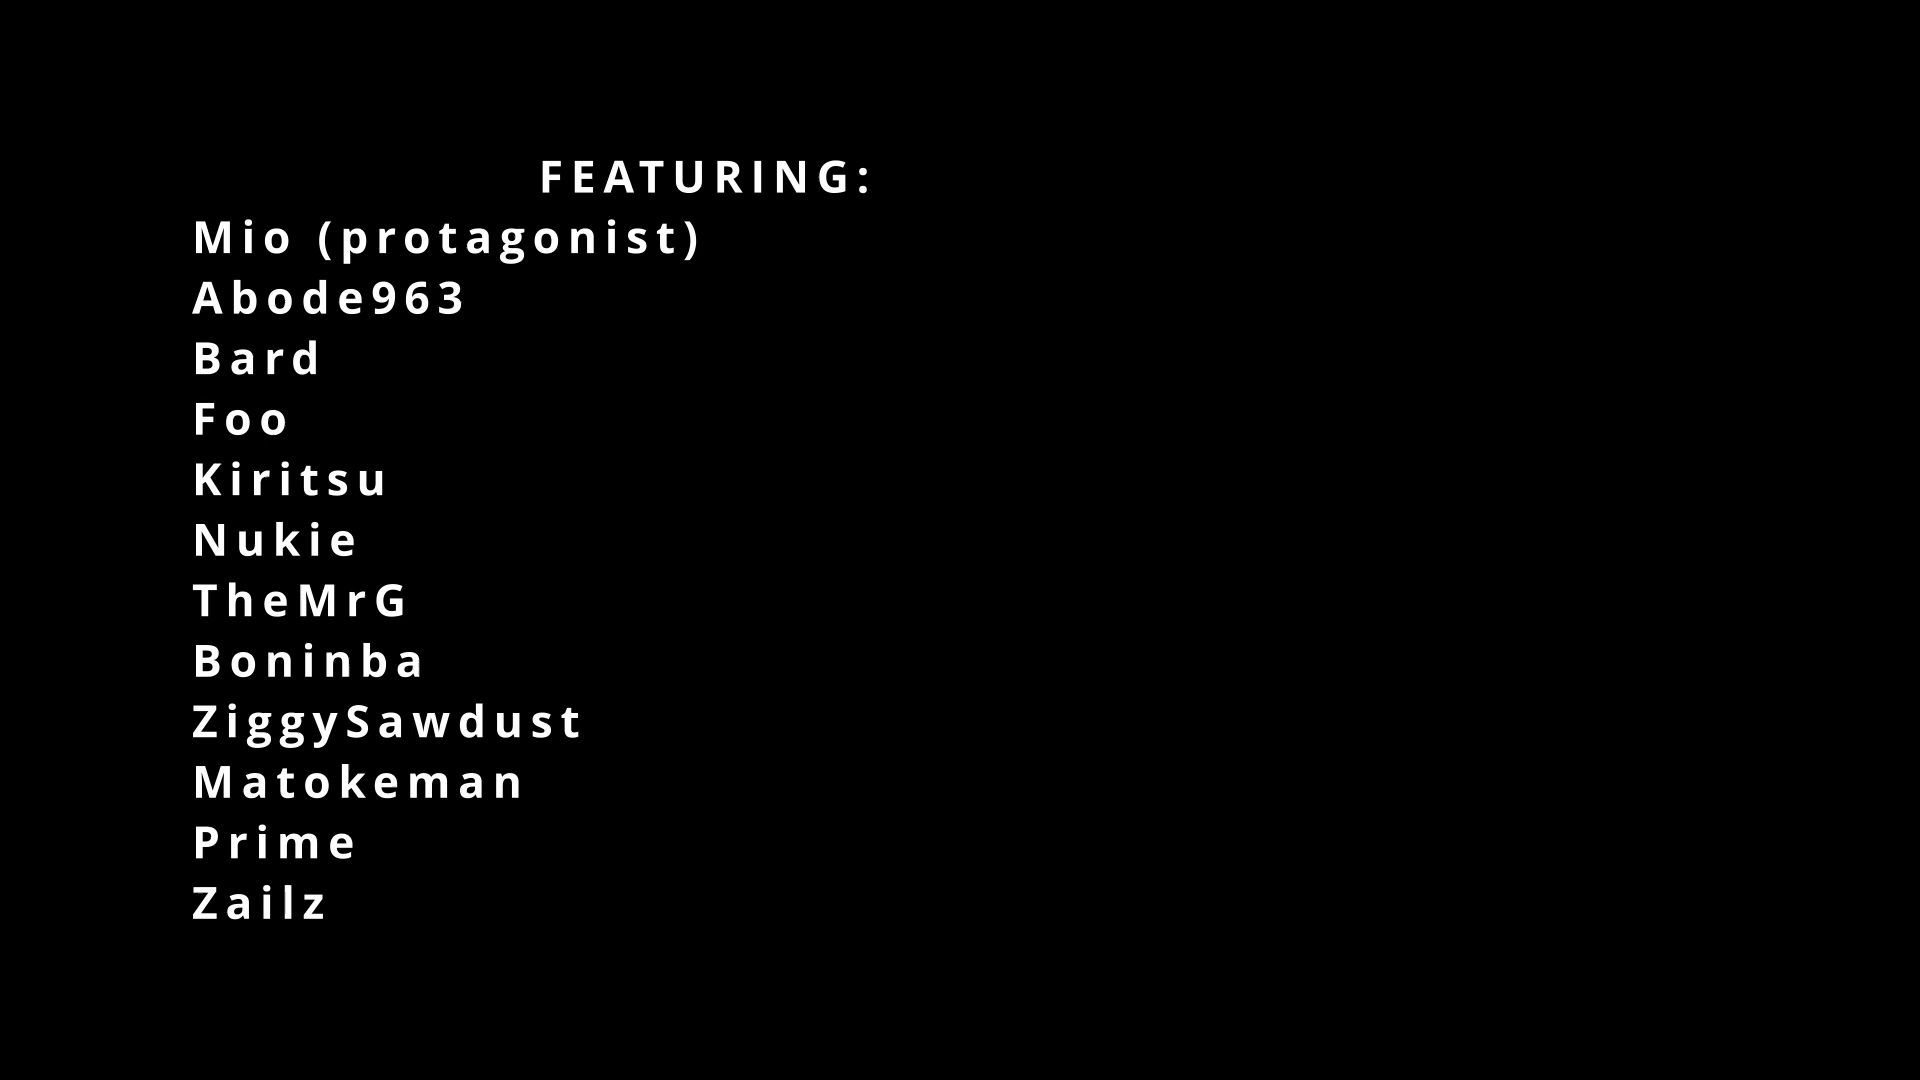 FEATURING:
Mio (protagonist)
Abode963
Bard
Foo
Kiritsu
Nukie
TheMrG
Boninba
ZiggySawdust
Matokeman
Prime
Zailz